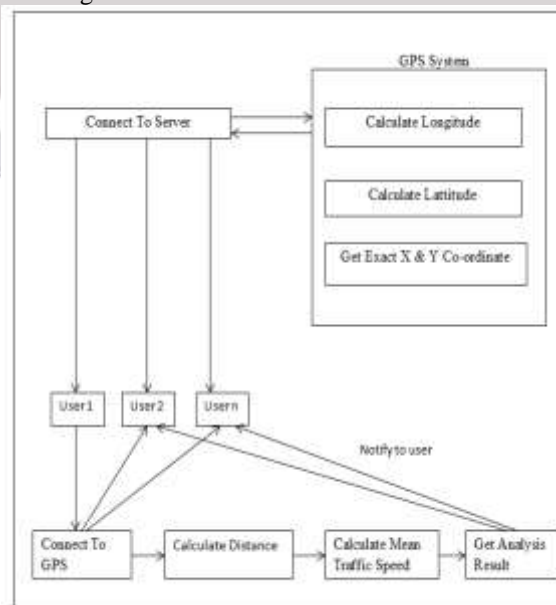 GPS System
Connect To Server
Calculate Longitude
Calculate Lattitude
Get Exact X & Y Co-ordinate
User1
User2
Usern
Notify to user
Connect To
GPS
Calculate Distance
Calculate Mean
Traffic Speed
Get Analysis
Result